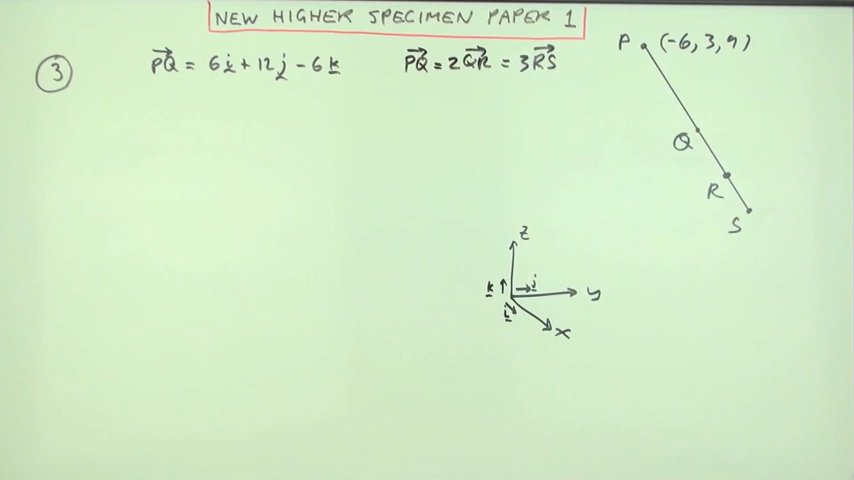 NEW HIGHER SPECIMEN PAPER 1
3
PQ = 6i + 12j - 6k
PQ = 2QR = 3RS
P (-6, 3, 9)
Q
R
S
z
k
j
y
i
x